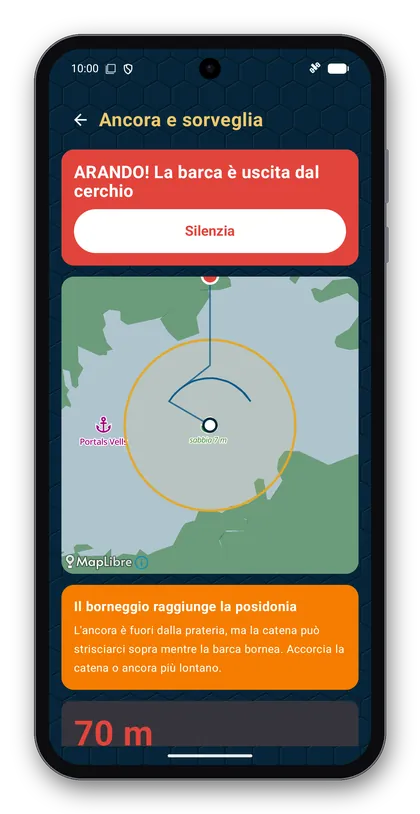 10:00
Ancora e sorveglia
ARANDO! La barca è uscita dal
cerchio
Silenzia
Portals Vells
sabbia 7 m
MapLibre
Il borneggio raggiunge la posidonia
L'ancora è fuori dalla prateria, ma la catena può
strisciarci sopra mentre la barca bornea. Accorcia la
catena o ancora più lontano.
70 m